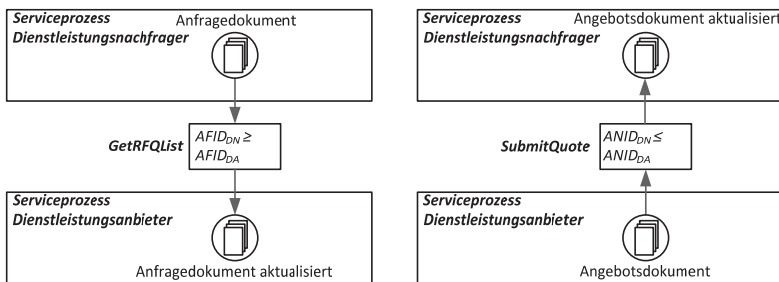 Serviceprozess
Dienstleistungsnachfrager
Anfragedokument
GetRFQList
AFID_DN ≥
AFID_DA
Serviceprozess
Dienstleistungsanbieter
Anfragedokument aktualisiert
Serviceprozess
Dienstleistungsnachfrager
Angebotsdokument aktualisiert
SubmitQuote
ANID_DN ≤
ANID_DA
Serviceprozess
Dienstleistungsanbieter
Angebotsdokument